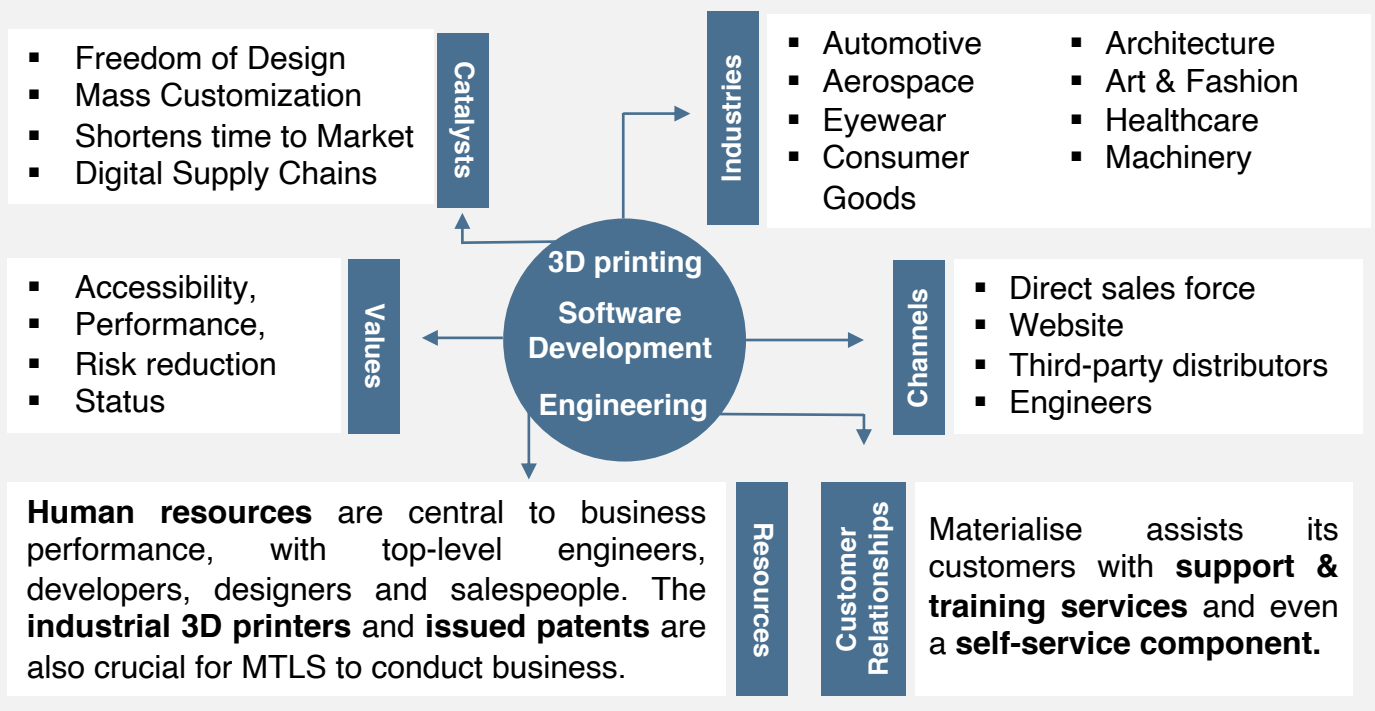 ▪ Freedom of Design
▪ Mass Customization
▪ Shortens time to Market
▪ Digital Supply Chains
Catalysts
Industries
▪ Automotive
▪ Aerospace
▪ Eyewear
▪ Consumer
Goods
▪ Architecture
▪ Art & Fashion
▪ Healthcare
▪ Machinery
▪ Accessibility,
▪ Performance,
▪ Risk reduction
▪ Status
Values
3D printing
Software
Development
Engineering
Channels
▪ Direct sales force
▪ Website
▪ Third-party distributors
▪ Engineers
Human resources are central to business
performance, with top-level engineers,
developers, designers and salespeople. The
industrial 3D printers and issued patents are
also crucial for MTLS to conduct business.
Resources
Customer
Relationships
Materialise assists its
customers with support &
training services and even
a self-service component.